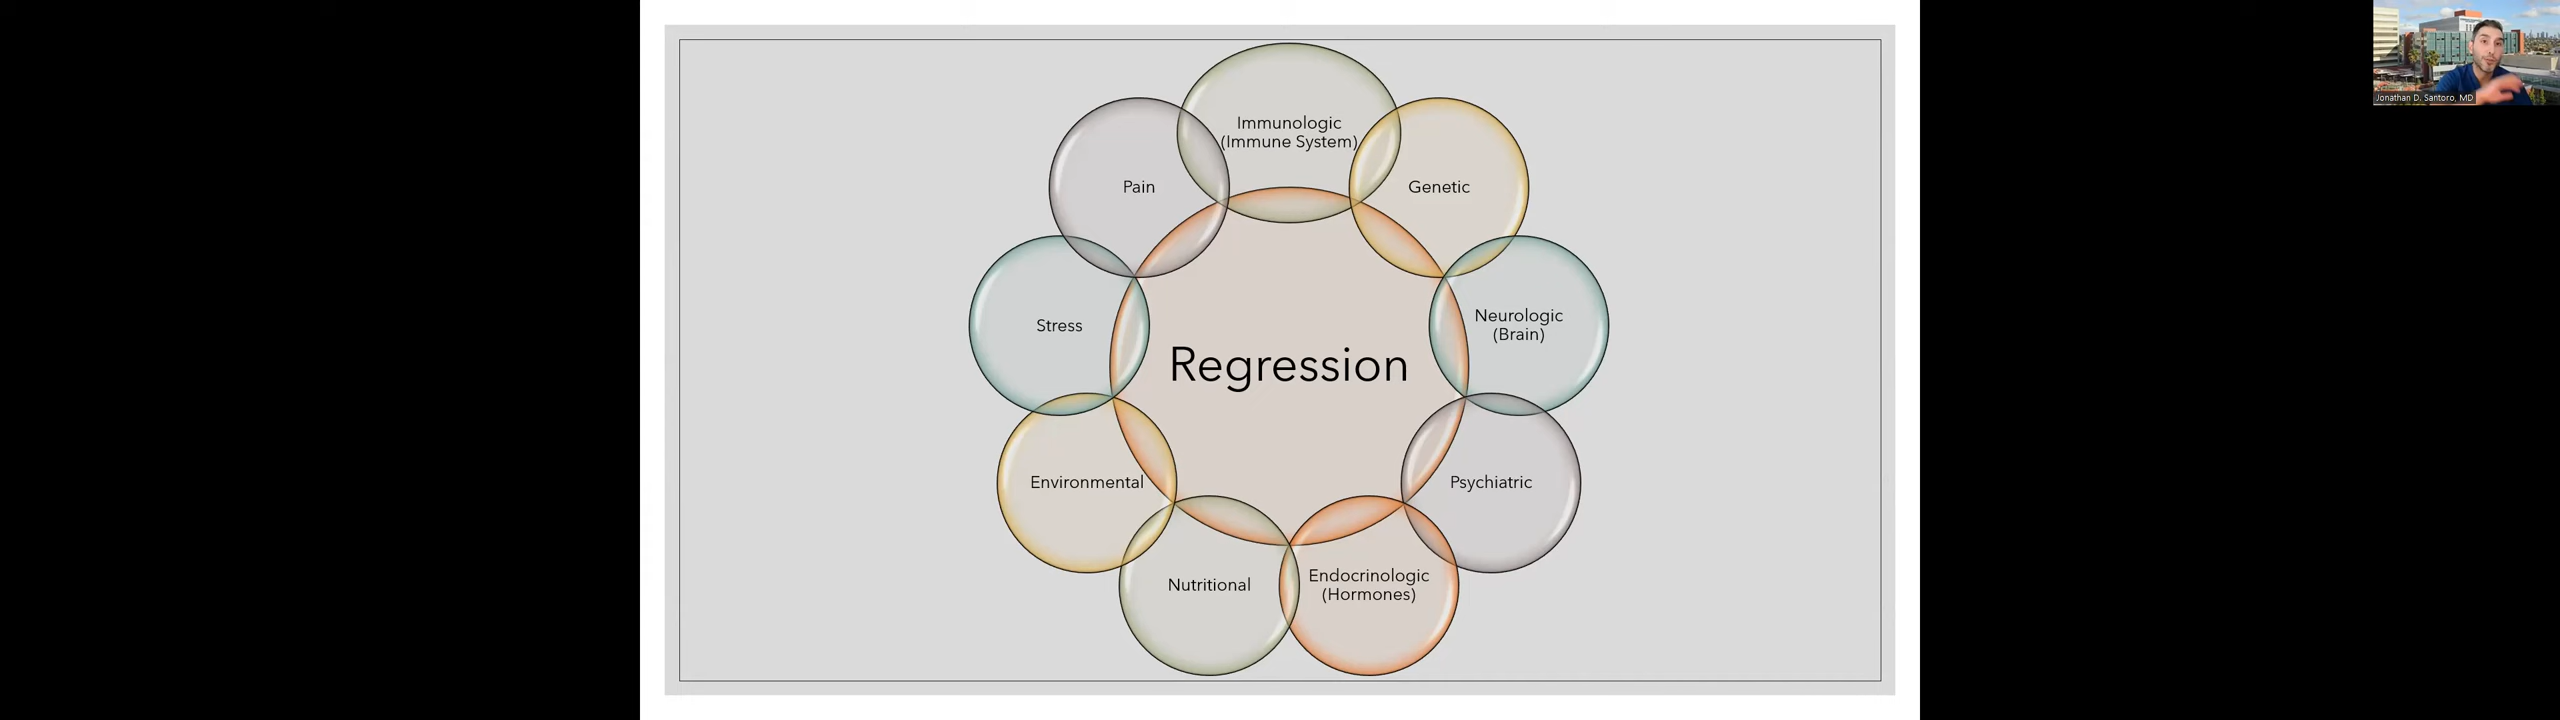 Immunologic
(Immune System)
Genetic
Neurologic
(Brain)
Psychiatric
Endocrinologic
(Hormones)
Nutritional
Environmental
Stress
Pain
Regression
Jonathan D. Santoro, MD